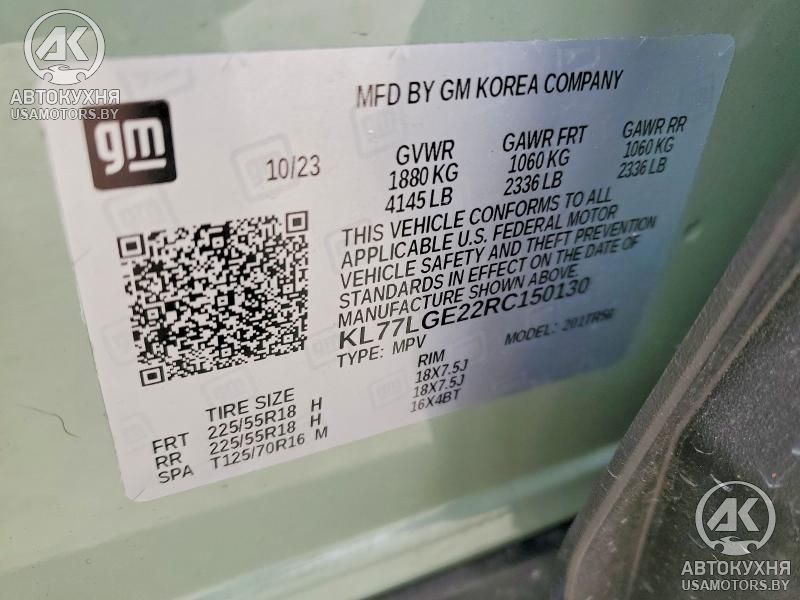 AK
АВТОКУХНЯ
USAMOTORS.BY
gm
MFD BY GM KOREA COMPANY
10/23
GVWR GAWR FRT GAWR RR
1880 KG 1060 KG 1060 KG
4145 LB 2336 LB 2336 LB
THIS VEHICLE CONFORMS TO ALL
APPLICABLE U.S. FEDERAL MOTOR
VEHICLE SAFETY AND THEFT PREVENTION
STANDARDS IN EFFECT ON THE DATE OF
MANUFACTURE SHOWN ABOVE.
KL77LGE22RC150130
TYPE: MPV MODEL: 201TR56
TIRE SIZE RIM
FRT 225/55R18 H 18X7.5J
RR 225/55R18 H 18X7.5J
SPA T125/70R16 M 16X4BT
AK
АВТОКУХНЯ
USAMOTORS.BY